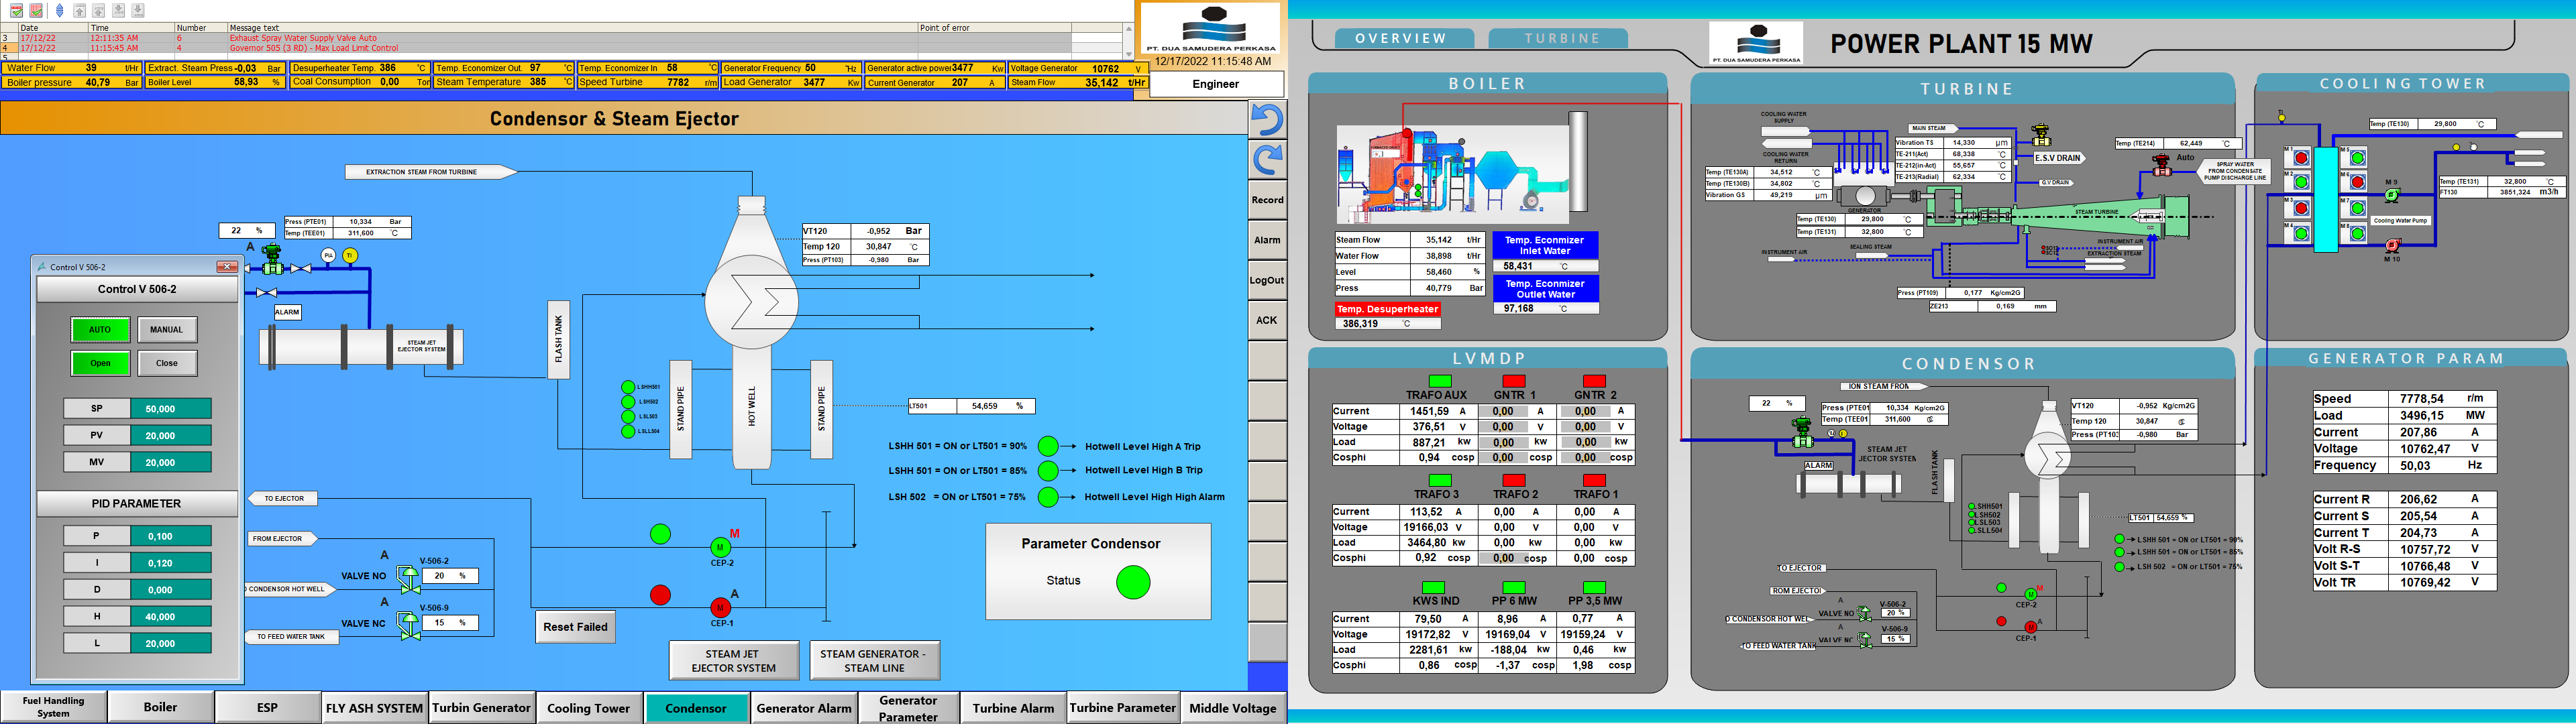 Date Time Number Message text Point of error
3 17/12/22 12:11:35 AM 6 Exhaust Spray Water Supply Valve Auto
4 17/12/22 11:15:45 AM 4 Governor 505 (3 RD) - Max Load Limit Control
5
PT. DUA SAMUDERA PERKASA
12/17/2022 11:15:48 AM
Engineer
Water Flow 39 t/Hr
Extract. Steam Press -0,03 Bar
Desuperheater Temp. 386 °C
Temp. Economizer Out. 97 °C
Temp. Economizer In 58 °C
Generator Frequency 50 Hz
Generator active power 3477 Kw
Voltage Generator 10762 V
Boiler pressure 40,79 Bar
Boiler Level 58,93 %
Coal Consumption 0,00 Ton
Steam Temperature 385 °C
Speed Turbine 7782 r/m
Load Generator 3477 Kw
Current Generator 207 A
Steam Flow 35,142 t/Hr
Condensor & Steam Ejector
EXTRACTION STEAM FROM TURBINE
22 %
Press (PTE01) 10,334 Bar
Temp (TEE01) 311,600 °C
A
PIA
TI
VT120 -0,952 Bar
Temp 120 30,847 °C
Press (PT103) -0,980 Bar
Control V 506-2
Control V 506-2
AUTO MANUAL
Open Close
SP 50,000
PV 20,000
MV 20,000
PID PARAMETER
P 0,100
I 0,120
D 0,000
H 40,000
L 20,000
ALARM
STEAM JET
EJECTOR SYSTEM
FLASH TANK
STAND PIPE
HOT WELL
STAND PIPE
LSHH501
LSH502
LSL503
LSLL504
LT501 54,659 %
LSHH 501 = ON or LT501 = 90% Hotwell Level High A Trip
LSHH 501 = ON or LT501 = 85% Hotwell Level High B Trip
LSH 502 = ON or LT501 = 75% Hotwell Level High High Alarm
TO EJECTOR
FROM EJECTOR
O CONDENSOR HOT WELL
TO FEED WATER TANK
A V-506-2
VALVE NO 20 %
A V-506-9
VALVE NC 15 %
M
M
CEP-2
A
M
CEP-1
Parameter Condensor
Status
Reset Failed
STEAM JET
EJECTOR SYSTEM
STEAM GENERATOR -
STEAM LINE
Record
Alarm
LogOut
ACK
Fuel Handling
System
Boiler
ESP
FLY ASH SYSTEM
Turbin Generator
Cooling Tower
Condensor
Generator Alarm
Generator
Parameter
Turbine Alarm
Turbine Parameter
Middle Voltage
OVERVIEW
TURBINE
PT. DUA SAMUDERA PERKASA
POWER PLANT 15 MW
BOILER
Steam Flow 35,142 t/Hr
Water Flow 38,898 t/Hr
Level 58,460 %
Press 40,779 Bar
Temp. Desuperheater
386,319 °C
Temp. Econmizer
Inlet Water
58,431 °C
Temp. Econmizer
Outlet Water
97,168 °C
TURBINE
COOLING WATER
SUPPLY
COOLING WATER
RETURN
Temp (TE130A) 34,512 °C
Temp (TE130B) 34,802 °C
Vibration GS 49,219 µm
MAIN STEAM
Vibration TS 14,330 µm
TE-211(Act) 68,338 °C
TE-212(in-Act) 55,657 °C
TE-213(Radial) 62,334 °C
E.S.V DRAIN
G.V DRAIN
Temp (TE214) 62,449 °C
Auto
SPRAY WATER
FROM CONDENSATE
PUMP DISCHARGE LINE
GENERATOR
Temp (TE130) 29,800 °C
Temp (TE131) 32,800 °C
STEAM TURBINE
INSTRUMENT AIR
SEALING STEAM
INSTRUMENT AIR
EXTRACTION STEAM
Press (PT109) 0,177 Kg/cm2G
ZE213 0,169 mm
COOLING TOWER
TI
Temp (TE130) 29,800 °C
M 1 M 5
M 2 M 6
M 3 M 7
M 4 M 8
M 9
Cooling Water Pump
M 10
Temp (TE131) 32,800 °C
FT130 3851,324 m3/h
LVMDP
TRAFO AUX GNTR 1 GNTR 2
Current 1451,59 A 0,00 A 0,00 A
Voltage 376,51 V 0,00 V 0,00 V
Load 887,21 kw 0,00 kw 0,00 kw
Cosphi 0,94 cosp 0,00 cosp 0,00 cosp
TRAFO 3 TRAFO 2 TRAFO 1
Current 113,52 A 0,00 A 0,00 A
Voltage 19166,03 V 0,00 V 0,00 V
Load 3464,80 kw 0,00 kw 0,00 kw
Cosphi 0,92 cosp 0,00 cosp 0,00 cosp
KWS IND PP 6 MW PP 3,5 MW
Current 79,50 A 8,96 A 0,77 A
Voltage 19172,82 V 19169,04 V 19159,24 V
Load 2281,61 kw -188,04 kw 0,46 kw
Cosphi 0,86 cosp -1,37 cosp 1,98 cosp
CONDENSOR
ION STEAM FROM
22 %
Press (PTE01 10,334 Kg/cm2G
Temp (TEE01 311,600
VT120 -0,952 Kg/cm2G
Temp 120 30,847
Press (PT103 -0,980 Bar
ALARM
STEAM JET
JECTOR SYSTEM
FLASH TANK
LSHH501
LSH502
LSL503
LSLL504
LT501 54,659 %
LSHH 501 = ON or LT501 = 90%
LSHH 501 = ON or LT501 = 85%
LSH 502 = ON or LT501 = 75%
TO EJECTOR
ROM EJECTOR
O CONDENSOR HOT WEL
TO FEED WATER TANK
A V-506-2
VALVE NO 20 %
A V-506-9
VALVE NC 15 %
M
M
CEP-2
A
M
CEP-1
GENERATOR PARAM
Speed 7778,54 r/m
Load 3496,15 MW
Current 207,86 A
Voltage 10762,47 V
Frequency 50,03 Hz
Current R 206,62 A
Current S 205,54 A
Current T 204,73 A
Volt R-S 10757,72 V
Volt S-T 10766,48 V
Volt TR 10769,42 V